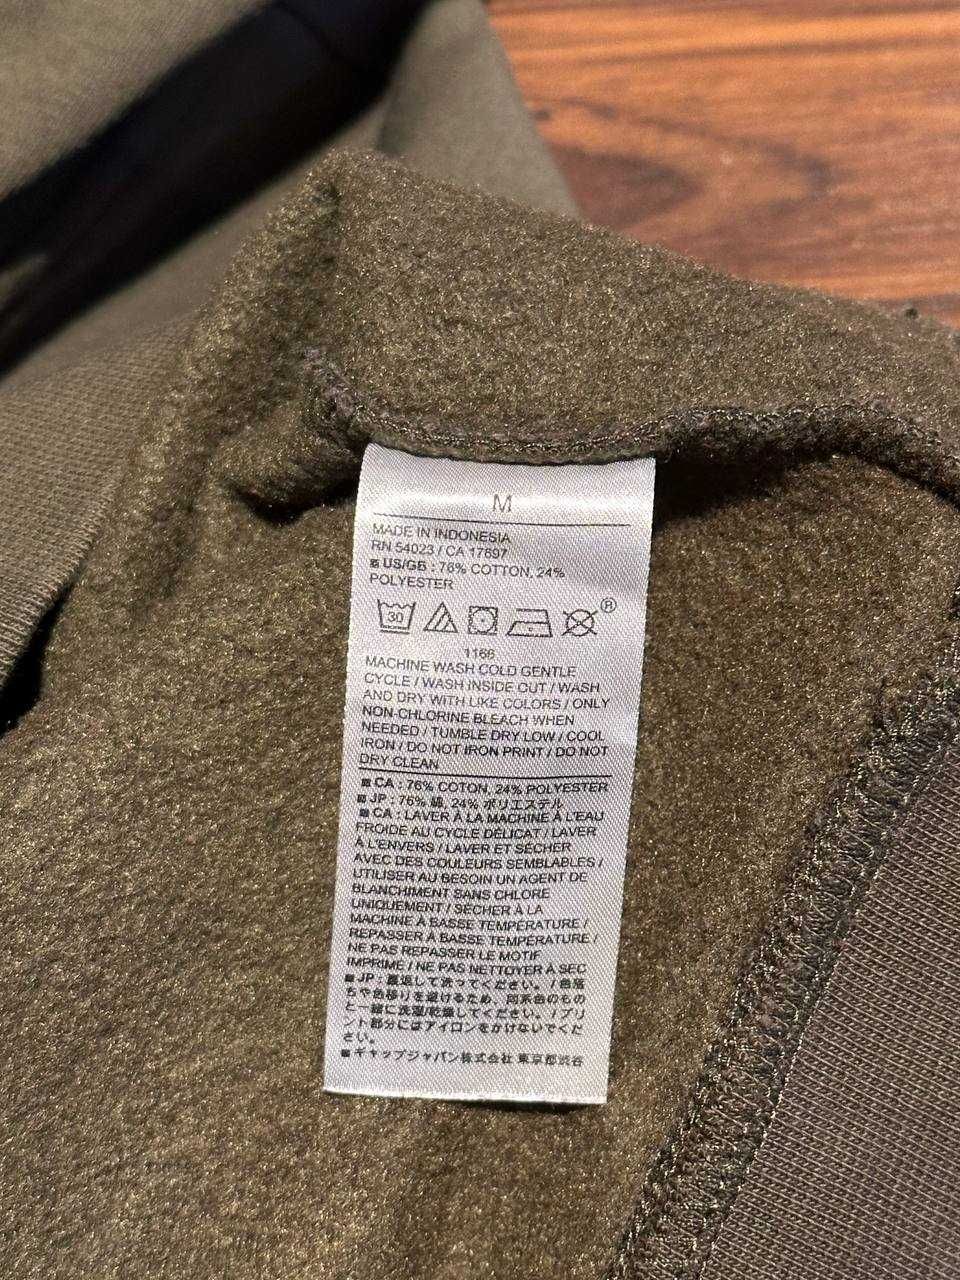 M
MADE IN INDONESIA
RN 54023 / CA 17897
US/GB : 76% COTTON, 24%
POLYESTER
30
®
1166
MACHINE WASH COLD GENTLE
CYCLE / WASH INSIDE OUT / WASH
AND DRY WITH LIKE COLORS / ONLY
NON-CHLORINE BLEACH WHEN
NEEDED / TUMBLE DRY LOW / COOL
IRON / DO NOT IRON PRINT / DO NOT
DRY CLEAN
CA : 76% COTON, 24% POLYESTER
JP : 76% 綿, 24% ポリエステル
CA : LAVER À LA MACHINE À L'EAU
FROIDE AU CYCLE DÉLICAT / LAVER
À L'ENVERS / LAVER ET SÉCHER
AVEC DES COULEURS SEMBLABLES /
UTILISER AU BESOIN UN AGENT DE
BLANCHIMENT SANS CHLORE
UNIQUEMENT / SÉCHER À LA
MACHINE À BASSE TEMPÉRATURE /
REPASSER À BASSE TEMPÉRATURE /
NE PAS REPASSER LE MOTIF
IMPRIMÉ / NE PAS NETTOYER À SEC
JP : 裏返して洗ってください。/ 色落
ちや色移りを避けるため、同系色のもの
と一緒に洗濯/乾燥してください。/ プリ
ント部分にはアイロンをかけないでくだ
さい。
ギャップジャパン株式会社 東京都渋谷